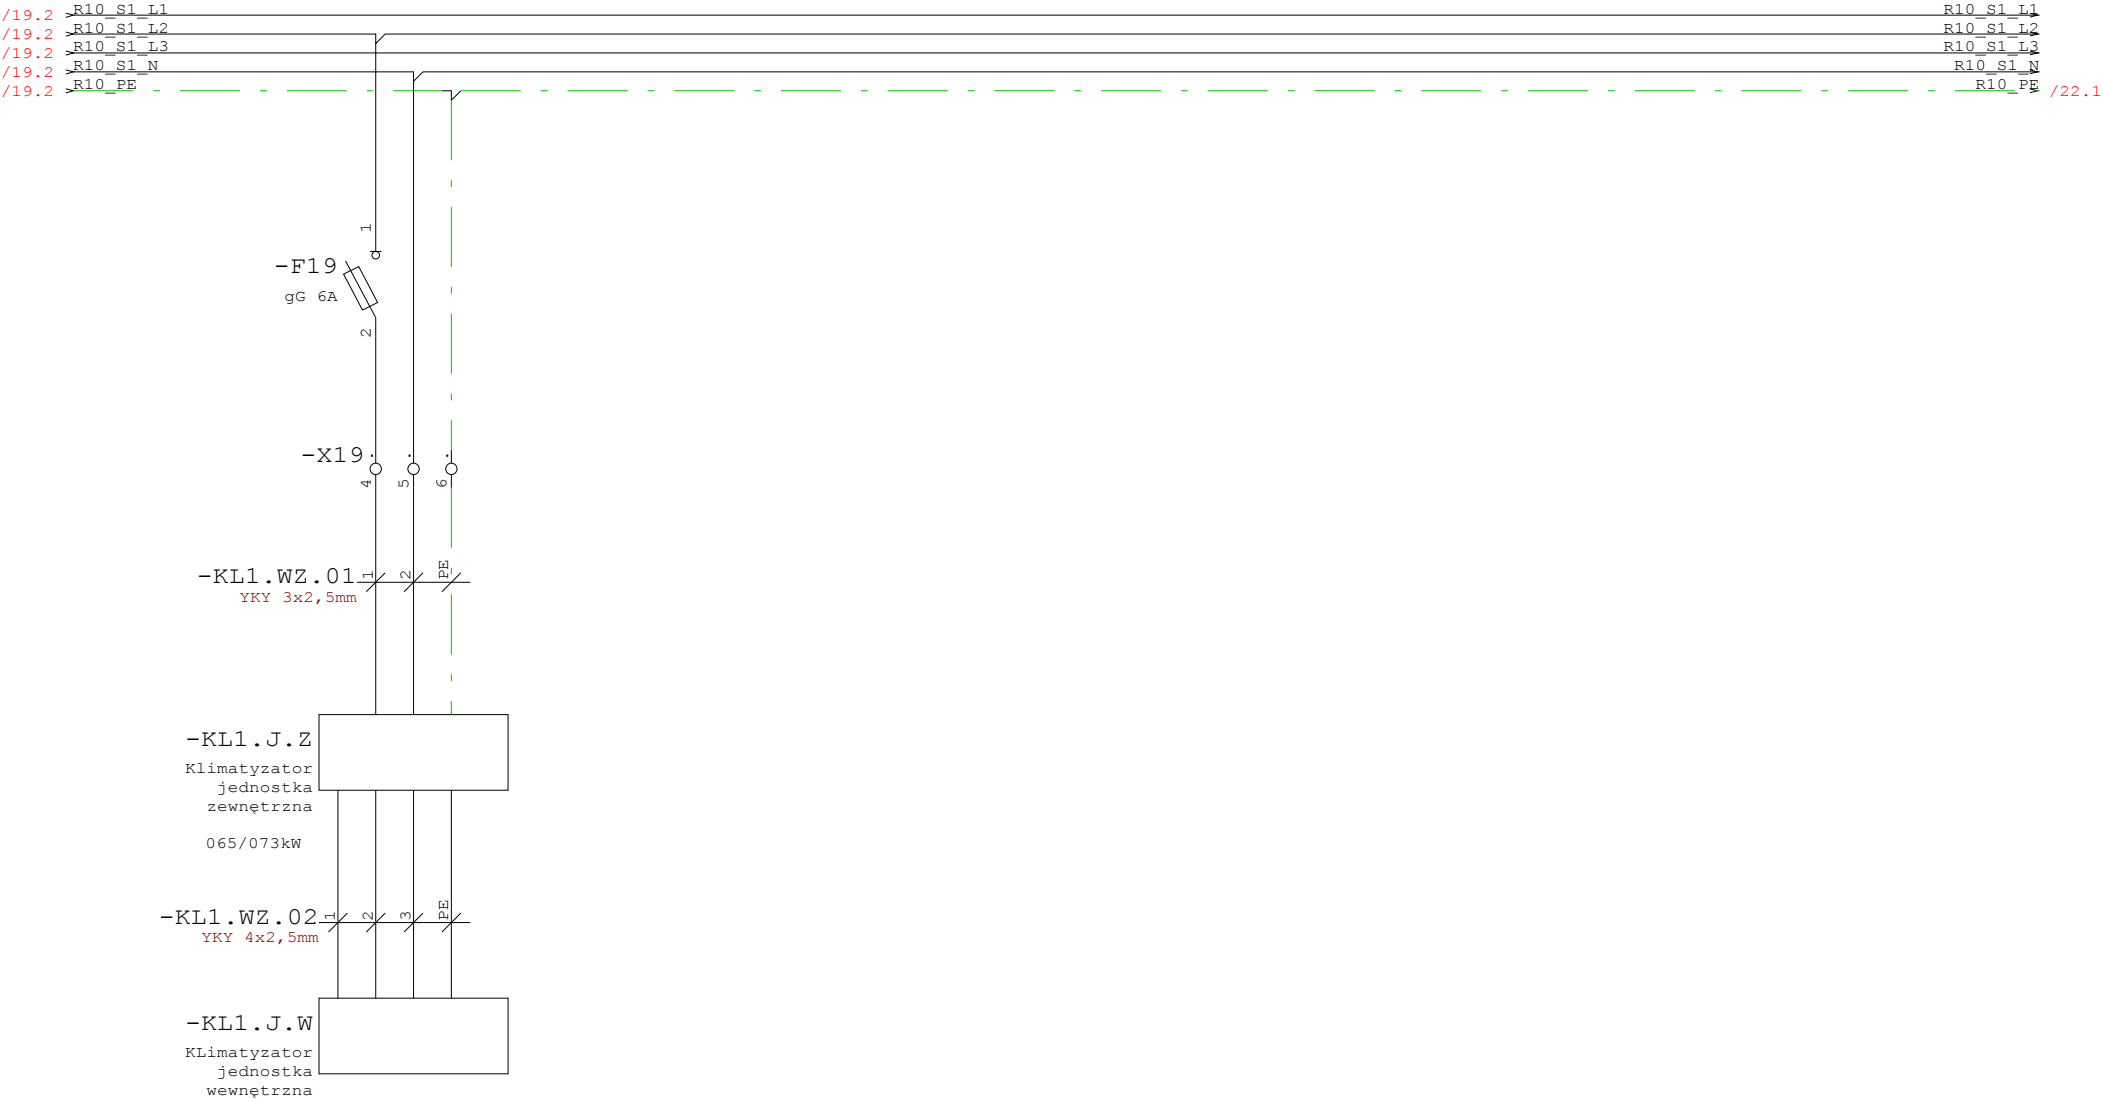 /19.2 R10_S1_L1 R10_S1_L1
/19.2 R10_S1_L2 R10_S1_L2
/19.2 R10_S1_L3 R10_S1_L3
/19.2 R10_S1_N R10_S1_N
/19.2 R10_PE R10_PE /22.1
1
-F19
gG 6A
2
-X19
4 5 6
-KL1.WZ.01 1 2 PE
YKY 3x2,5mm
-KL1.J.Z
Klimatyzator
jednostka
zewnętrzna
065/073kW
-KL1.WZ.02 1 2 3 PE
YKY 4x2,5mm
-KL1.J.W
KLimatyzator
jednostka
wewnętrzna